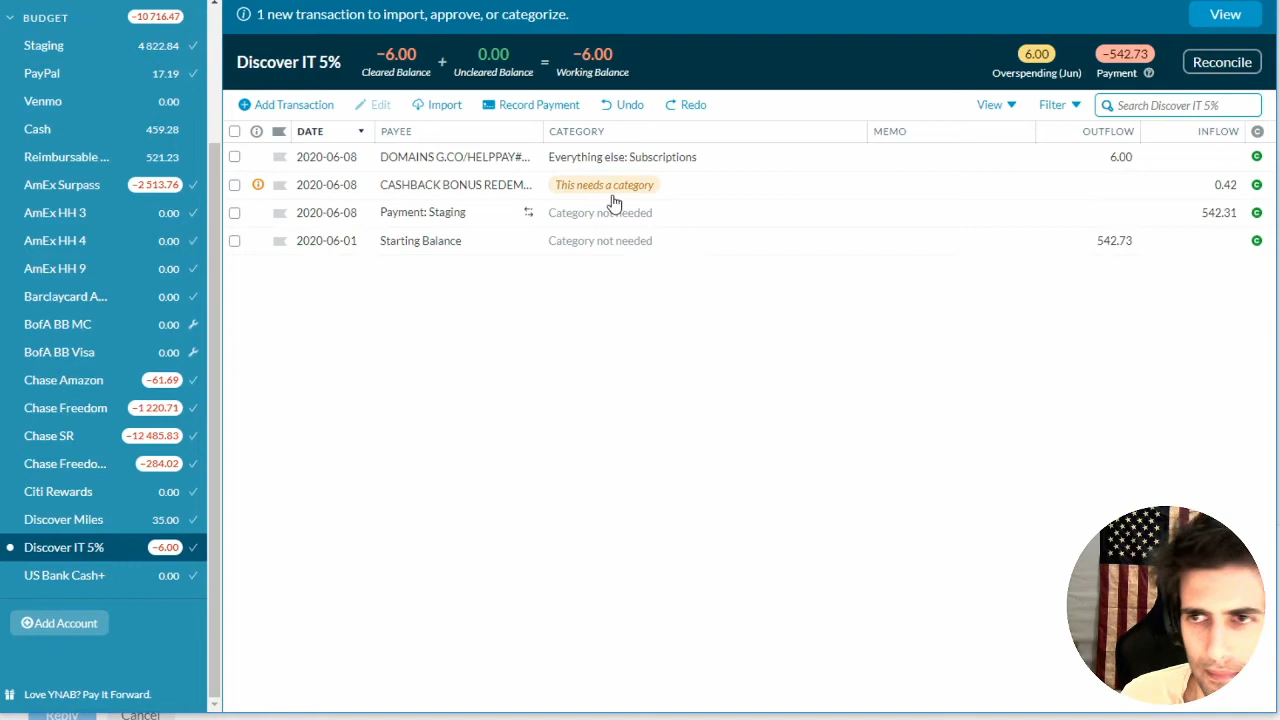 BUDGET −10 716.47
Staging 4 822.84
PayPal 17.19
Venmo 0.00
Cash 459.28
Reimbursable ... 521.23
AmEx Surpass −2 513.76
AmEx HH 3 0.00
AmEx HH 4 0.00
AmEx HH 9 0.00
Barclaycard A... 0.00
BofA BB MC 0.00
BofA BB Visa 0.00
Chase Amazon −61.69
Chase Freedom −1 220.71
Chase SR −12 485.83
Chase Freedo... −284.02
Citi Rewards 0.00
Discover Miles 35.00
Discover IT 5% −6.00
US Bank Cash+ 0.00
Add Account
Love YNAB? Pay It Forward.
Reply Cancel
1 new transaction to import, approve, or categorize. View
Discover IT 5% −6.00 + 0.00 = −6.00 6.00 −542.73 Reconcile
Cleared Balance Uncleared Balance Working Balance Overspending (Jun) Payment ?
Add Transaction Edit Import Record Payment Undo Redo View Filter Search Discover IT 5%
DATE PAYEE CATEGORY MEMO OUTFLOW INFLOW C
2020-06-08 DOMAINS G.CO/HELPPAY#... Everything else: Subscriptions 6.00 C
2020-06-08 CASHBACK BONUS REDEM... This needs a category 0.42 C
2020-06-08 Payment: Staging Category not needed 542.31 C
2020-06-01 Starting Balance Category not needed 542.73 C